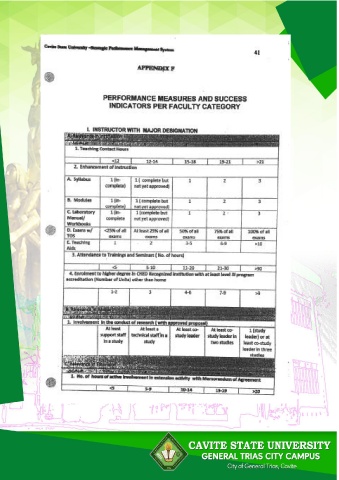 Cavite State University -Strategic Performance Management System
41
APPENDIX F
PERFORMANCE MEASURES AND SUCCESS
INDICATORS PER FACULTY CATEGORY
I. INSTRUCTOR WITH MAJOR DESIGNATION
1. Teaching Contact Hours
<12 12-14 15-18 19-21 >21
2. Enhancement of Instruction
A. Syllabus 1 (in- complete) 1 ( complete but not yet approved) 1 2 3
B. Modules 1 (in- complete) 1 ( complete but not yet approved) 1 2 3
C. Laboratory Manual/ Workbooks 1 (in- complete) 1 (complete but not yet approved) 1 2 3
D. Exams w/ TOS <25% of all exams At least 25% of all exams 50% of all exams 75% of all exams 100% of all exams
E. Teaching Aids 1 2 3-5 6-9 >10
3. Attendance to Trainings and Seminars ( No. of hours)
<5 5-10 11-20 21-30 >30
4. Enrolment to higher degree in CHED Recognized institution with at least level III program
accreditation (Number of Units) other than home
1-2 3 4-6 7-8 >8
1. Involvement in the conduct of research ( with approved proposal)
At least support staff in a study At least a technical staff in a study At least co- study leader At least co- study leader in two studies 1 (study leader) or at least co-study leader in three studies
1. No. of hours of active involvement in extension activity with Memorandum of Agreement
<5 5-9 10-14 15-19 >20
CAVITE STATE UNIVERSITY
GENERAL TRIAS CITY CAMPUS
City of General Trias, Cavite